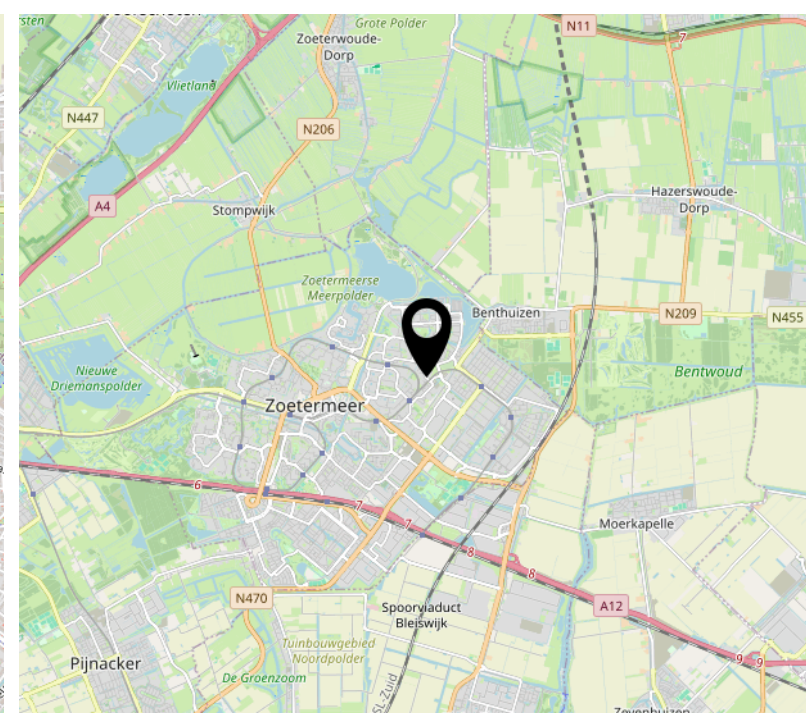 Grote Polder
N11
7
Zoeterwoude-
Dorp
Vlietland
N447
N206
Hazerswoude-
Dorp
A4
Stompwijk
Zoetermeerse
Meerpolder
Benthuizen
N209
N455
Nieuwe
Driemanspolder
Bentwoud
Zoetermeer
6
7
7
8
8
Moerkapelle
N470
Spoorviaduct
Bleiswijk
A12
Tuinbouwgebied
Noordpolder
9
9
Pijnacker
De Groenzoom
SL-Zuid